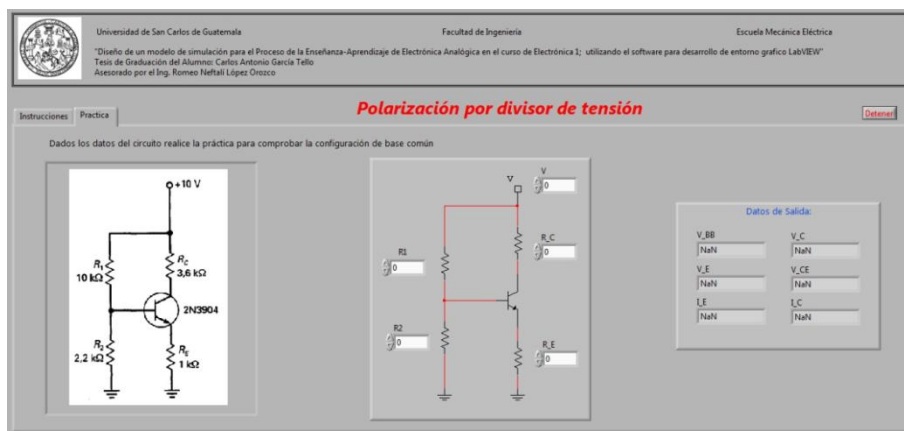 Universidad de San Carlos de Guatemala
Facultad de Ingeniería
Escuela Mecánica Eléctrica
"Diseño de un modelo de simulación para el Proceso de la Enseñanza-Aprendizaje de Electrónica Analógica en el curso de Electrónica 1; utilizando el software para desarrollo de entorno grafico LabVIEW"
Tesis de Graduación del Alumno: Carlos Antonio García Tello
Asesorado por el Ing. Romeo Neftalí López Orozco
Instrucciones
Practica
Polarización por divisor de tensión
Detener
Dados los datos del circuito realice la práctica para comprobar la configuración de base común
+10 V
R1
10 kΩ
RC
3,6 kΩ
2N3904
R2
2,2 kΩ
RE
1 kΩ
V
V
0
R_C
0
R1
0
R2
0
R_E
0
Datos de Salida:
V_BB
V_C
NaN
NaN
V_E
V_CE
NaN
NaN
I_E
I_C
NaN
NaN